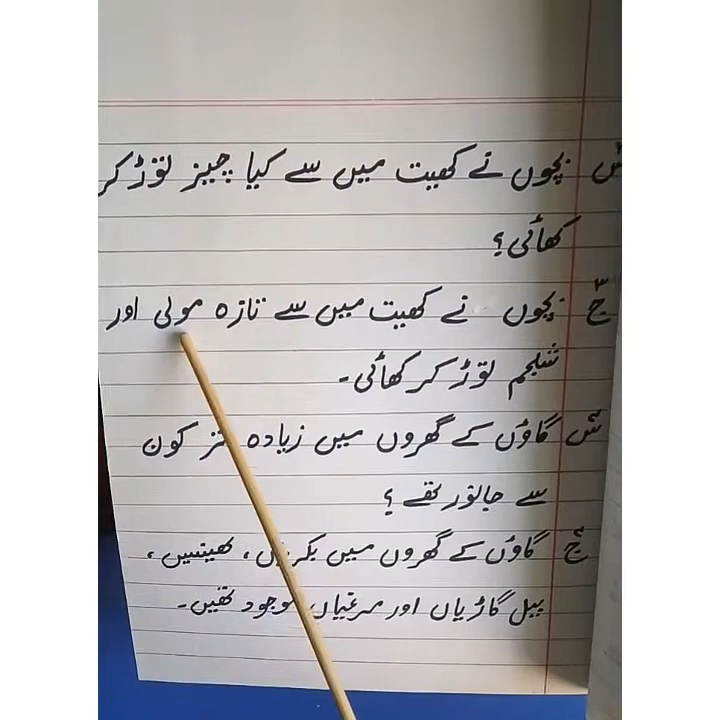 س بچوں نے کھیت میں سے کیا چیز توڑ کر
کھائی؟
ج بچوں نے کھیت میں سے تازہ مولی اور
شلجم توڑ کر کھائی۔
س گاؤں کے گھروں میں زیادہ تر کون
سے جانور تھے؟
ج گاؤں کے گھروں میں بکریاں، بھینسیں،
بیل گاڑیاں اور مرغیاں موجود تھیں۔